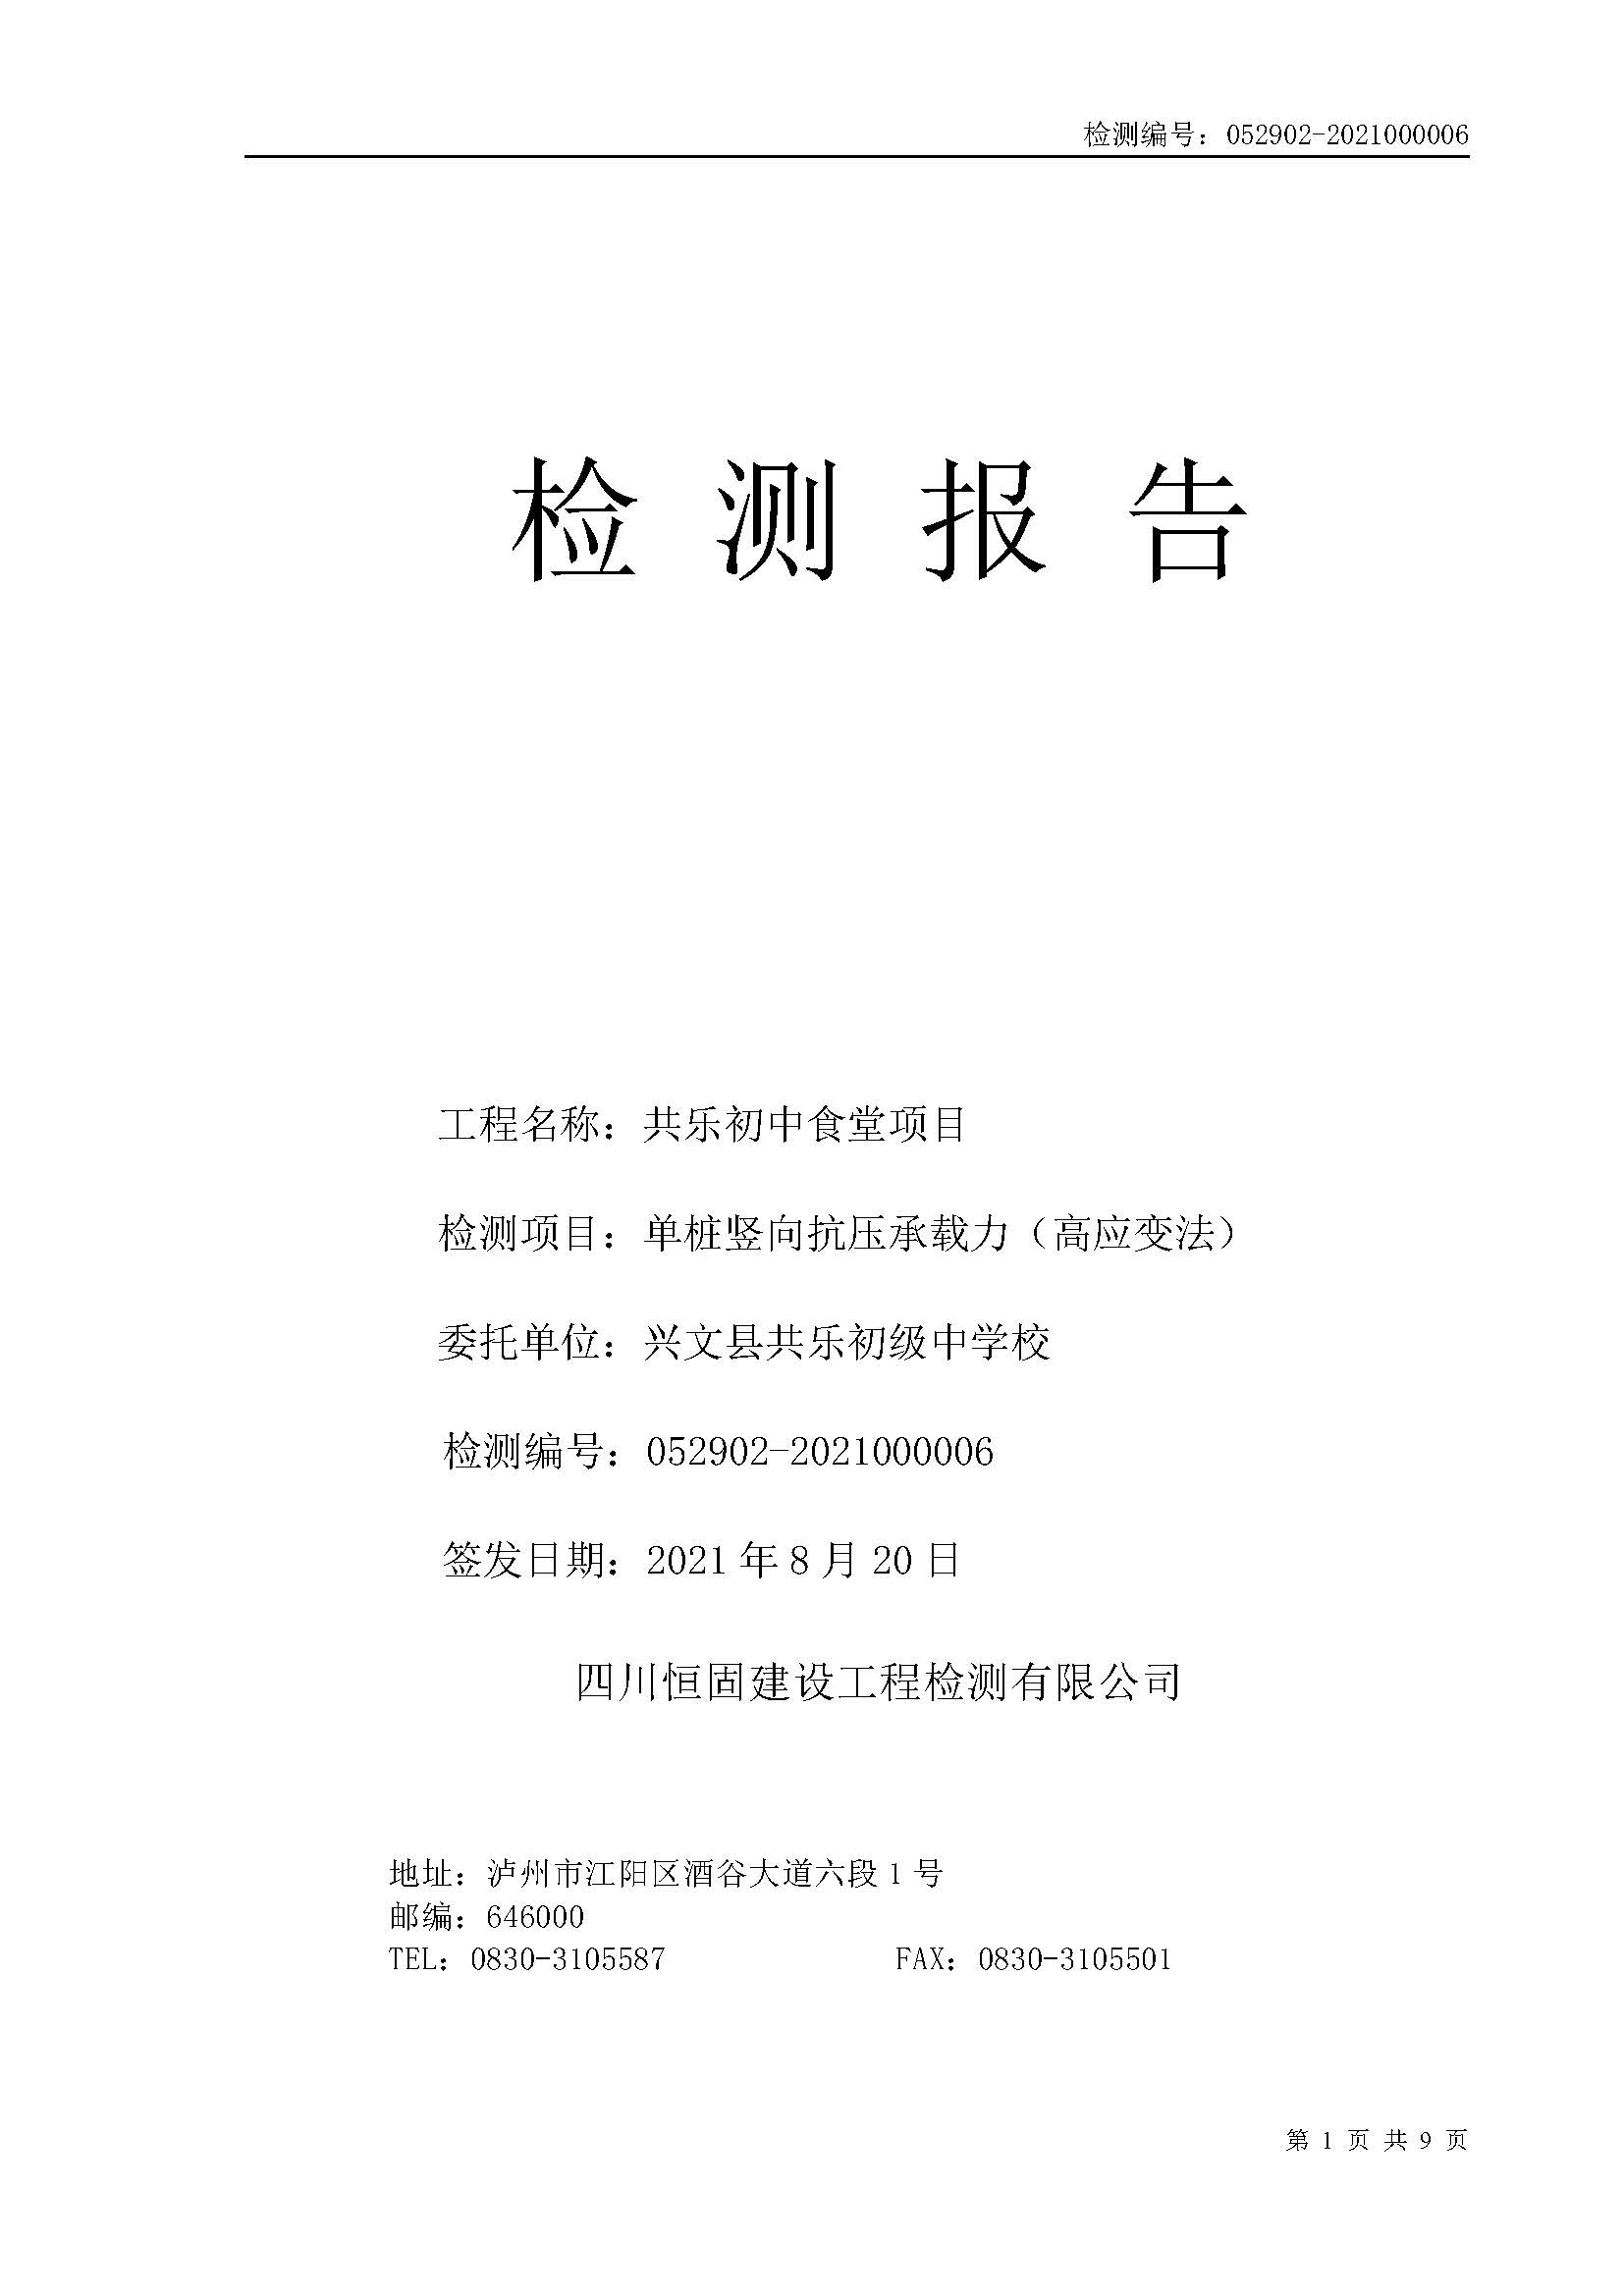 检测编号：052902-2021000006
检 测 报 告
工程名称：共乐初中食堂项目
检测项目：单桩竖向抗压承载力（高应变法）
委托单位：兴文县共乐初级中学校
检测编号：052902-2021000006
签发日期：2021 年 8 月 20 日
四川恒固建设工程检测有限公司
地址：泸州市江阳区酒谷大道六段 1 号
邮编：646000
TEL：0830-3105587 FAX：0830-3105501
第 1 页 共 9 页